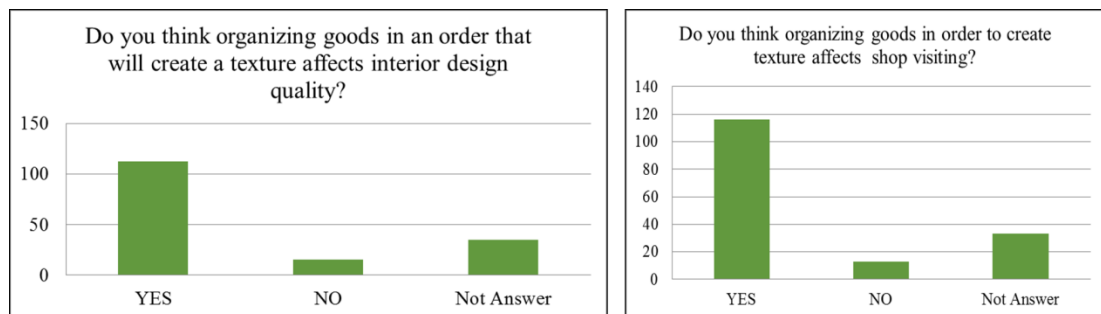 Do you think organizing goods in an order that
will create a texture affects interior design
quality?
150
100
50
0
YES
NO
Not Answer
Do you think organizing goods in order to create
texture affects shop visiting?
140
120
100
80
60
40
20
0
YES
NO
Not Answer